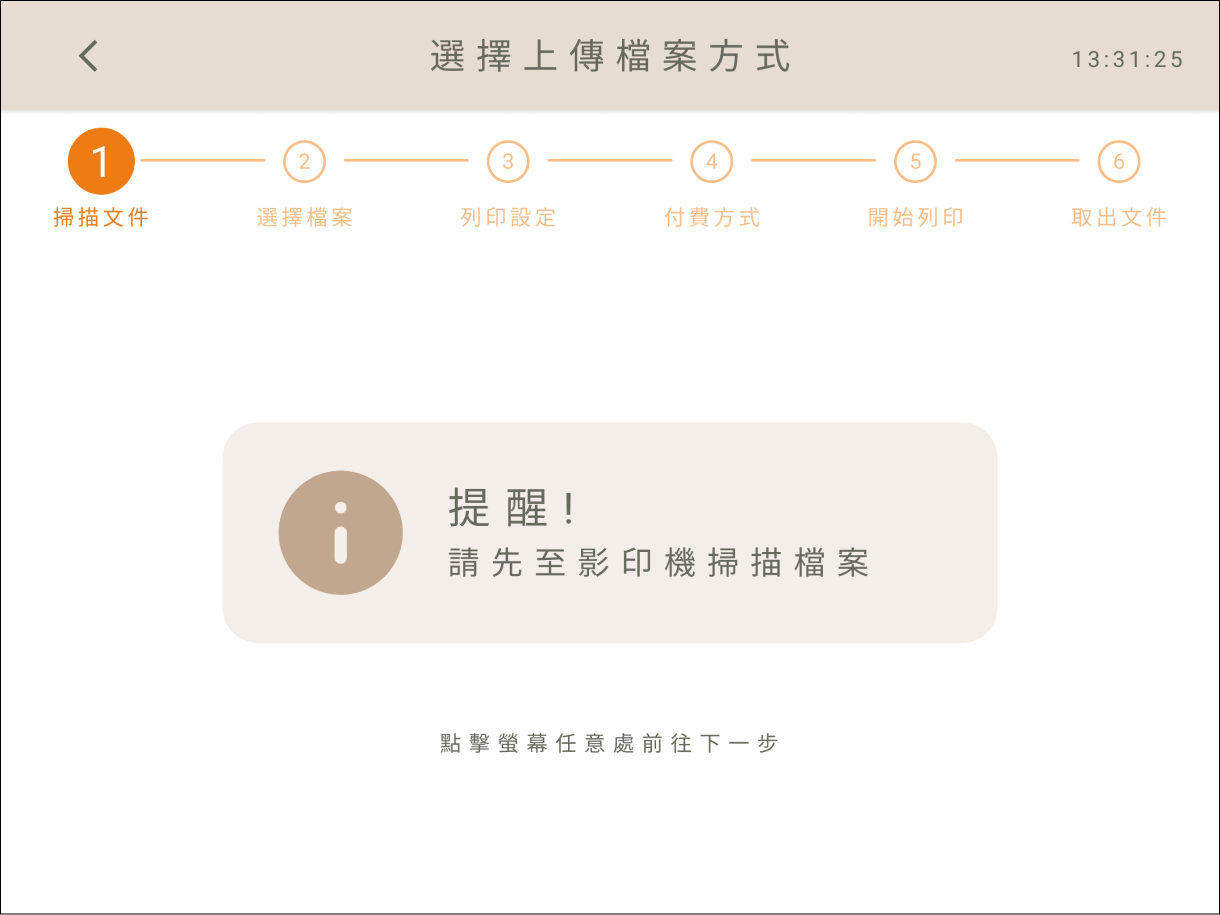 選擇上傳檔案方式
13:31:25
1
2
3
4
5
6
掃描文件
選擇檔案
列印設定
付費方式
開始列印
取出文件
提醒!
請先至影印機掃描檔案
點擊螢幕任意處前往下一步